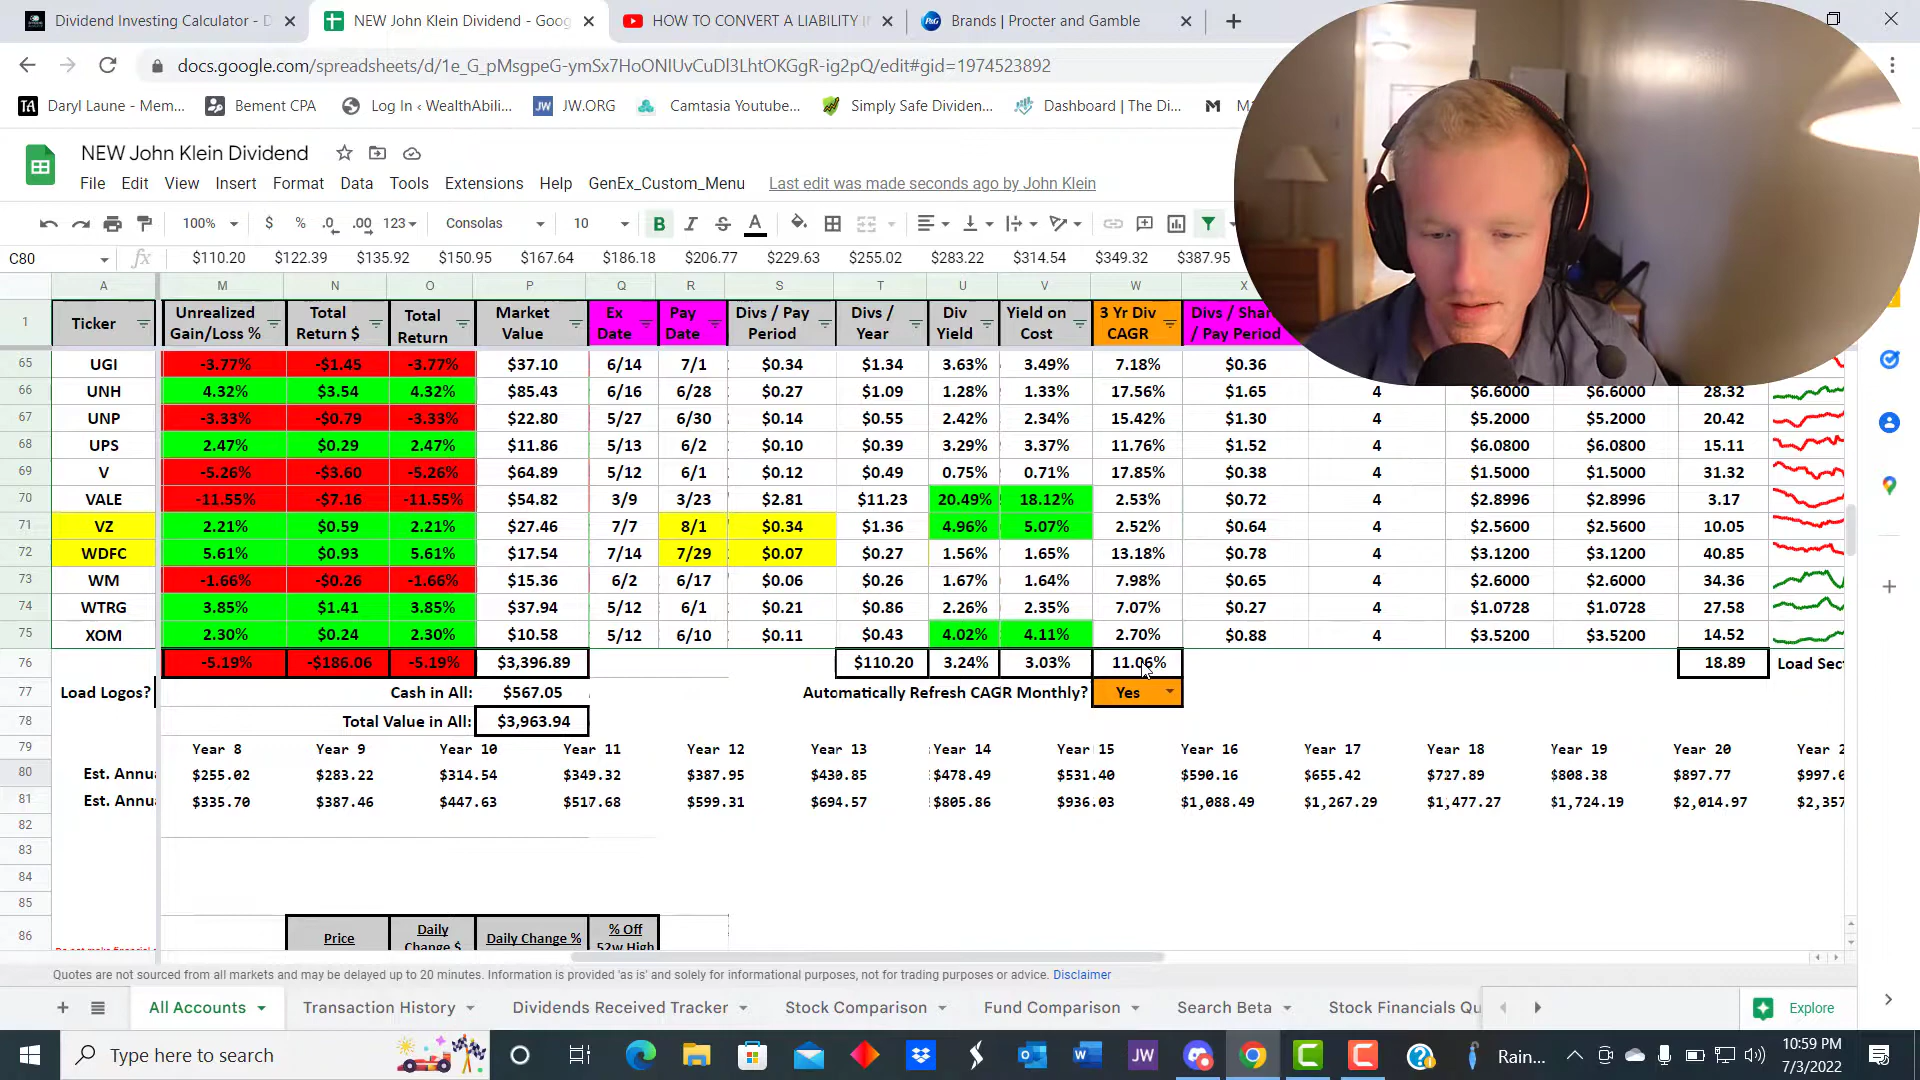 Dividend Investing Calculator - D
NEW John Klein Dividend - Goog
HOW TO CONVERT A LIABILITY I
Brands | Procter and Gamble
docs.google.com/spreadsheets/d/1e_G_pMsgpeG-ymSx7HoONIUvCuDl3LhtOKGgR-ig2pQ/edit#gid=1974523892
Daryl Laune - Mem...
Bement CPA
Log In ‹ WealthAbili...
JW.ORG
Camtasia Youtube...
Simply Safe Dividen...
Dashboard | The Di...
NEW John Klein Dividend
File Edit View Insert Format Data Tools Extensions Help GenEx_Custom_Menu Last edit was made seconds ago by John Klein
100% $ % .0 .00 123 Consolas 10 B I S A
C80 fx $110.20 $122.39 $135.92 $150.95 $167.64 $186.18 $206.77 $229.63 $255.02 $283.22 $314.54 $349.32 $387.95
A M N O P Q R S T U V W X
1 Ticker Unrealized Gain/Loss % Total Return $ Total Return Market Value Ex Date Pay Date Divs / Pay Period Divs / Year Div Yield Yield on Cost 3 Yr Div CAGR Divs / Shar / Pay Period
65 UGI -3.77% -$1.45 -3.77% $37.10 6/14 7/1 $0.34 $1.34 3.63% 3.49% 7.18% $0.36
66 UNH 4.32% $3.54 4.32% $85.43 6/16 6/28 $0.27 $1.09 1.28% 1.33% 17.56% $1.65 4 $6.6000 $6.6000 28.32
67 UNP -3.33% -$0.79 -3.33% $22.80 5/27 6/30 $0.14 $0.55 2.42% 2.34% 15.42% $1.30 4 $5.2000 $5.2000 20.42
68 UPS 2.47% $0.29 2.47% $11.86 5/13 6/2 $0.10 $0.39 3.29% 3.37% 11.76% $1.52 4 $6.0800 $6.0800 15.11
69 V -5.26% -$3.60 -5.26% $64.89 5/12 6/1 $0.12 $0.49 0.75% 0.71% 17.85% $0.38 4 $1.5000 $1.5000 31.32
70 VALE -11.55% -$7.16 -11.55% $54.82 3/9 3/23 $2.81 $11.23 20.49% 18.12% 2.53% $0.72 4 $2.8996 $2.8996 3.17
71 VZ 2.21% $0.59 2.21% $27.46 7/7 8/1 $0.34 $1.36 4.96% 5.07% 2.52% $0.64 4 $2.5600 $2.5600 10.05
72 WDFC 5.61% $0.93 5.61% $17.54 7/14 7/29 $0.07 $0.27 1.56% 1.65% 13.18% $0.78 4 $3.1200 $3.1200 40.85
73 WM -1.66% -$0.26 -1.66% $15.36 6/2 6/17 $0.06 $0.26 1.67% 1.64% 7.98% $0.65 4 $2.6000 $2.6000 34.36
74 WTRG 3.85% $1.41 3.85% $37.94 5/12 6/1 $0.21 $0.86 2.26% 2.35% 7.07% $0.27 4 $1.0728 $1.0728 27.58
75 XOM 2.30% $0.24 2.30% $10.58 5/12 6/10 $0.11 $0.43 4.02% 4.11% 2.70% $0.88 4 $3.5200 $3.5200 14.52
76 -5.19% -$186.06 -5.19% $3,396.89 $110.20 3.24% 3.03% 11.06% 18.89 Load Sec
77 Load Logos? Cash in All: $567.05 Automatically Refresh CAGR Monthly? Yes
78 Total Value in All: $3,963.94
79 Year 8 Year 9 Year 10 Year 11 Year 12 Year 13 Year 14 Year 15 Year 16 Year 17 Year 18 Year 19 Year 20 Year 2
80 Est. Annua $255.02 $283.22 $314.54 $349.32 $387.95 $430.85 $478.49 $531.40 $590.16 $655.42 $727.89 $808.38 $897.77 $997.0
81 Est. Annua $335.70 $387.46 $447.63 $517.68 $599.31 $694.57 $805.86 $936.03 $1,088.49 $1,267.29 $1,477.27 $1,724.19 $2,014.97 $2,357
82
83
84
85
86 Price Daily Change $ Daily Change % % Off 52w High
Quotes are not sourced from all markets and may be delayed up to 20 minutes. Information is provided 'as is' and solely for informational purposes, not for trading purposes or advice. Disclaimer
All Accounts Transaction History Dividends Received Tracker Stock Comparison Fund Comparison Search Beta Stock Financials Qu Explore
Type here to search
JW
Rain...
10:59 PM
7/3/2022